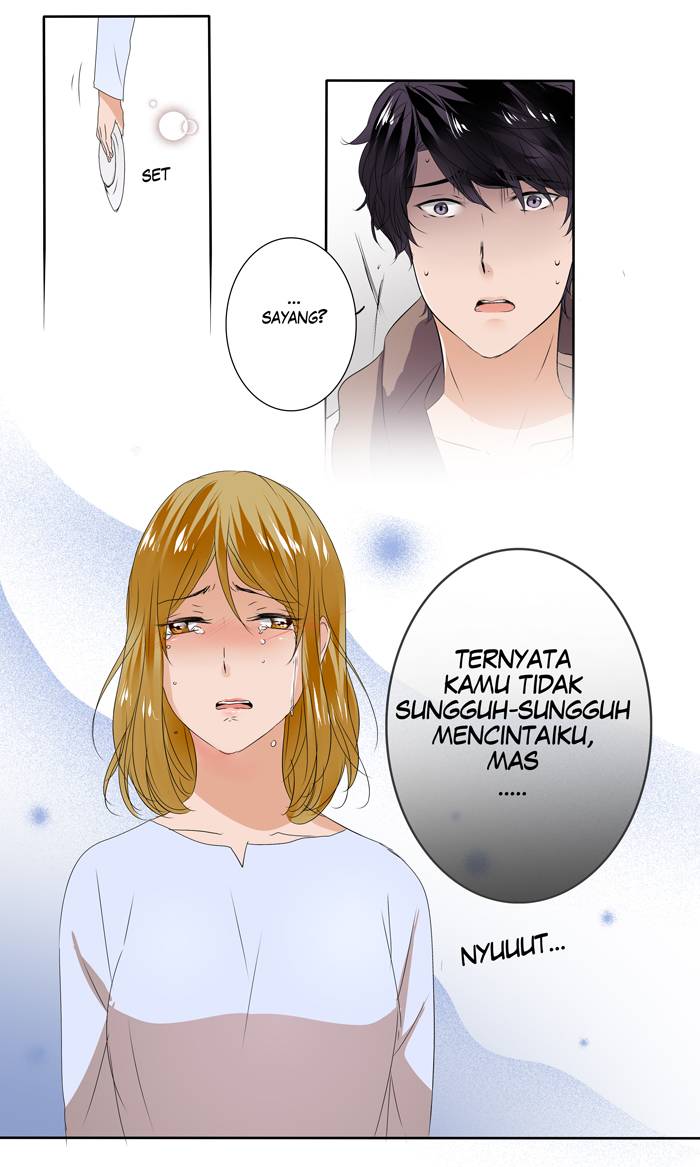 SET
...
SAYANG?
TERNYATA
KAMU TIDAK
SUNGGUH-SUNGGUH
MENCINTAIKU,
MAS
.....
NYUUUT...